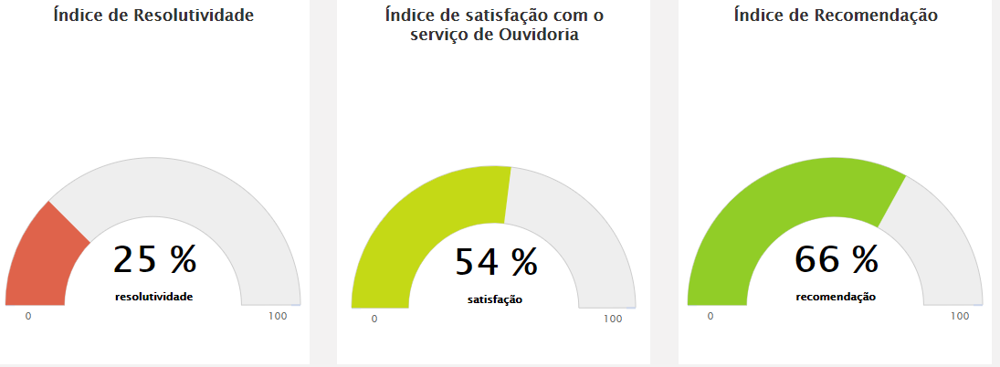 Índice de Resolutividade
25 %
resolutividade
0
100
Índice de satisfação com o
serviço de Ouvidoria
54 %
satisfação
0
100
Índice de Recomendação
66 %
recomendação
0
100